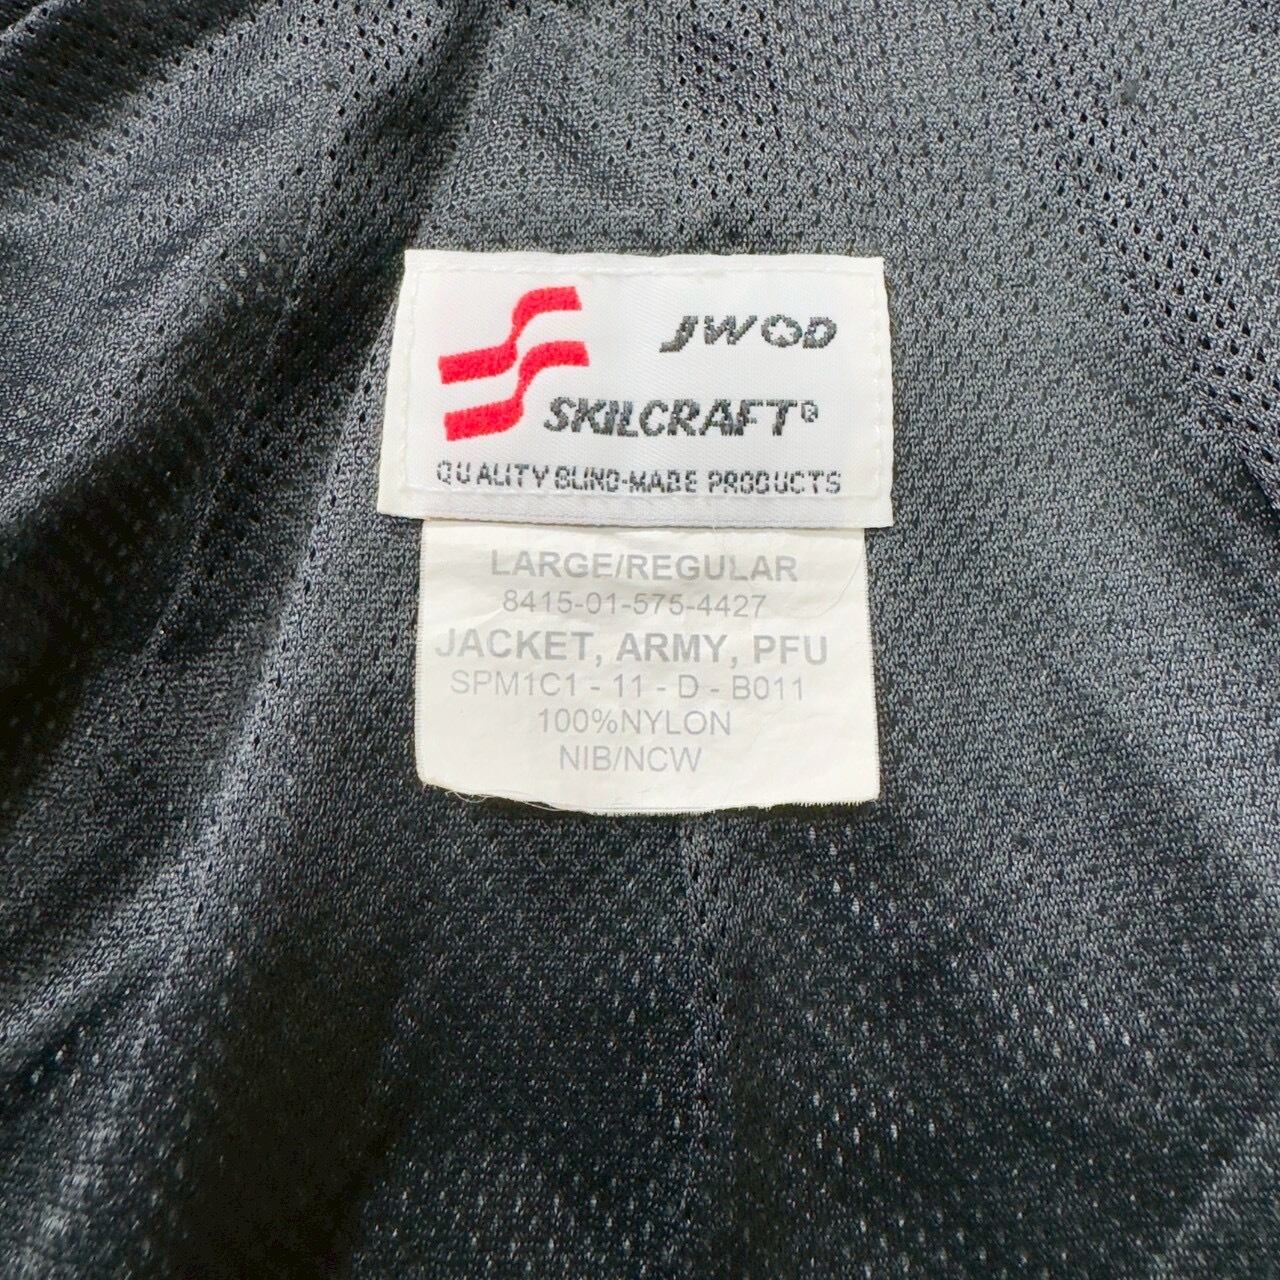 JWOD
SKILCRAFT®
QUALITY BLIND-MADE PRODUCTS
LARGE/REGULAR
8415-01-575-4427
JACKET, ARMY, PFU
SPM1C1 - 11 - D - B011
100%NYLON
NIB/NCW